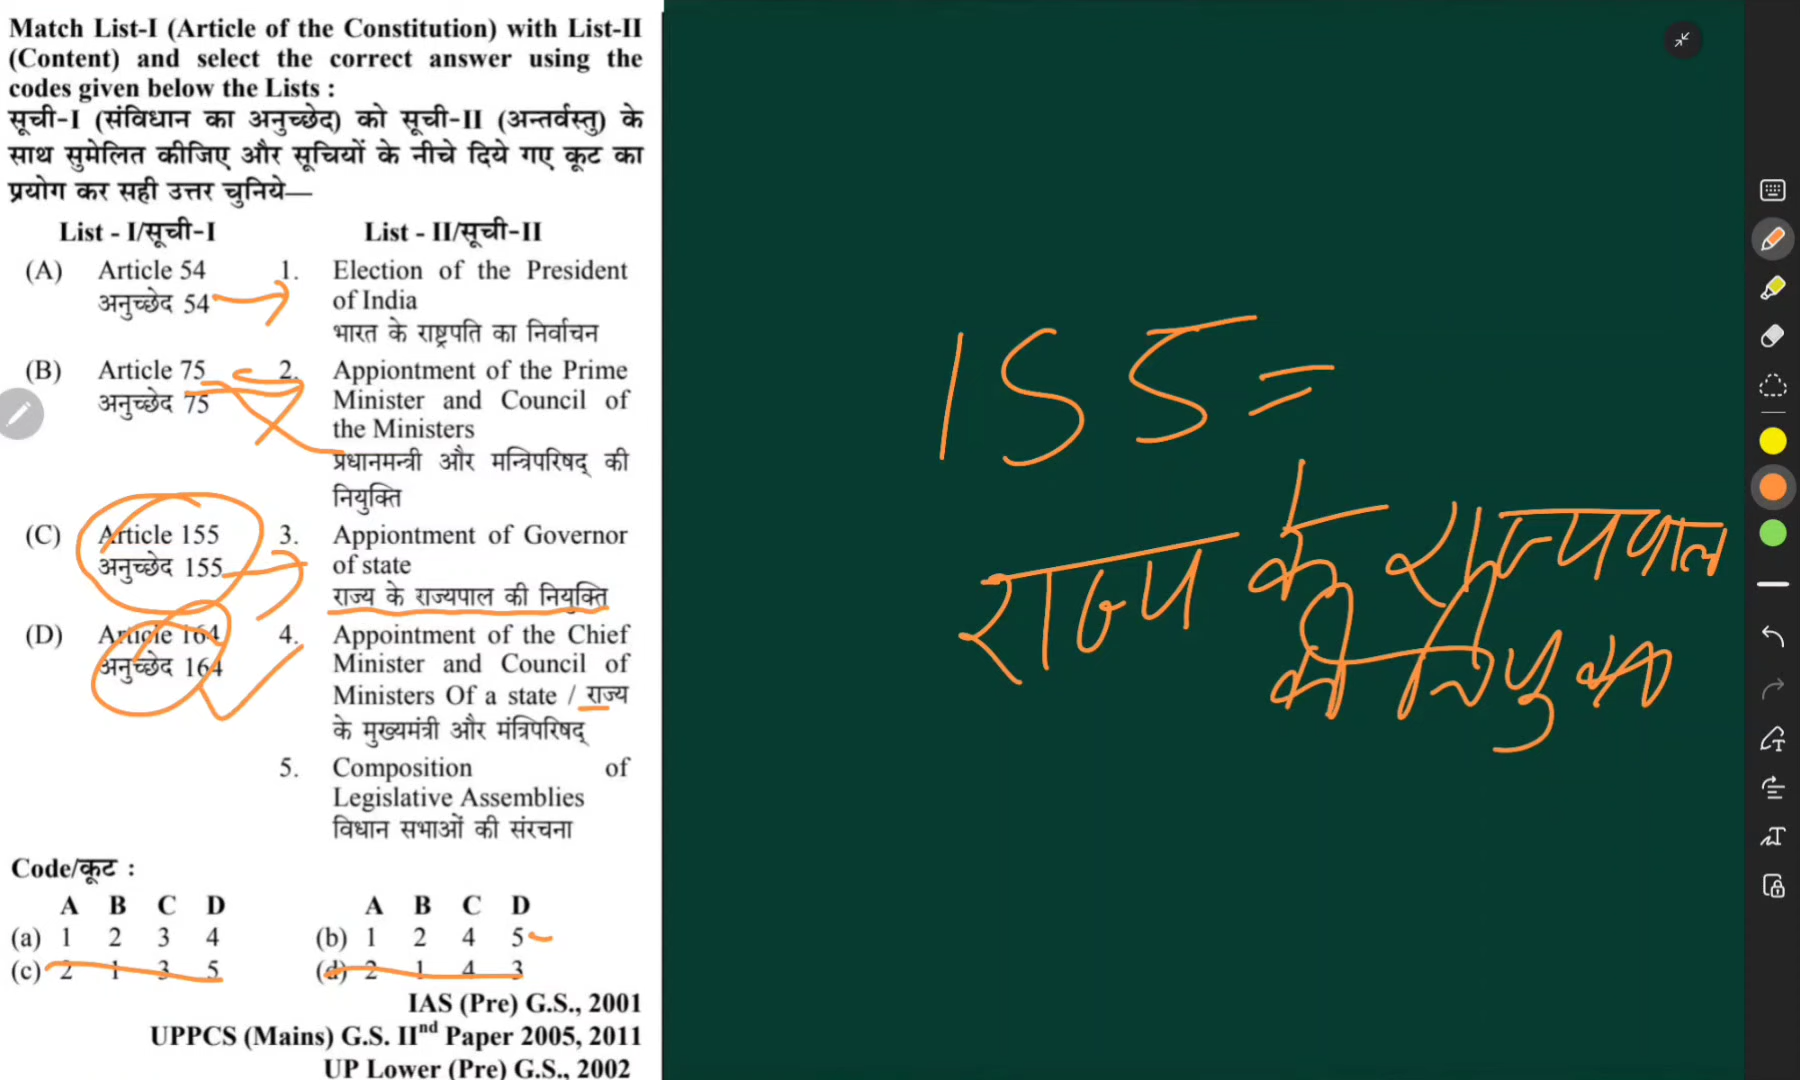 Match List-I (Article of the Constitution) with List-II
(Content) and select the correct answer using the
codes given below the Lists :
सूची-I (संविधान का अनुच्छेद) को सूची-II (अन्तर्वस्तु) के
साथ सुमेलित कीजिए और सूचियों के नीचे दिये गए कूट का
प्रयोग कर सही उत्तर चुनिये—
List - I/सूची-I List - II/सूची-II
(A) Article 54 1. Election of the President
अनुच्छेद 54 of India
भारत के राष्ट्रपति का निर्वाचन
(B) Article 75 2. Appiontment of the Prime
अनुच्छेद 75 Minister and Council of
the Ministers
प्रधानमन्त्री और मन्त्रिपरिषद् की
नियुक्ति
(C) Article 155 3. Appiontment of Governor
अनुच्छेद 155 of state
राज्य के राज्यपाल की नियुक्ति
(D) Article 164 4. Appointment of the Chief
अनुच्छेद 164 Minister and Council of
Ministers Of a state / राज्य
के मुख्यमंत्री और मंत्रिपरिषद्
5. Composition of
Legislative Assemblies
विधान सभाओं की संरचना
Code/कूट :
A B C D A B C D
(a) 1 2 3 4 (b) 1 2 4 5
(c) 2 1 3 5 (d) 2 1 4 3
IAS (Pre) G.S., 2001
UPPCS (Mains) G.S. IInd Paper 2005, 2011
UP Lower (Pre) G.S., 2002
155 =
राज्य के राज्यपाल
की